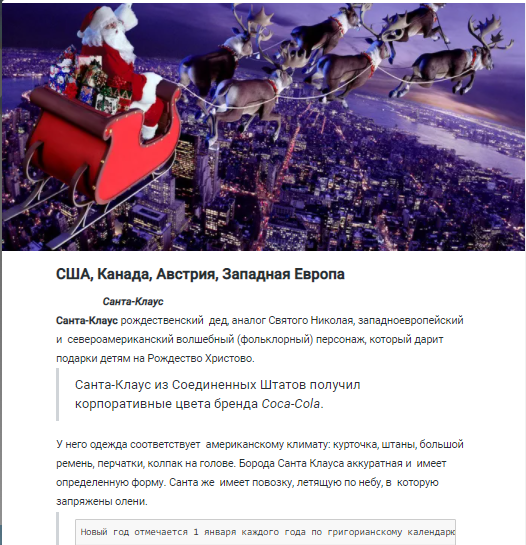 США, Канада, Австрия, Западная Европа
Санта-Клаус
Санта-Клаус рождественский дед, аналог Святого Николая, западноевропейский
и североамериканский волшебный (фольклорный) персонаж, который дарит
подарки детям на Рождество Христово.
Санта-Клаус из Соединенных Штатов получил
корпоративные цвета бренда Coca-Cola.
У него одежда соответствует американскому климату: курточка, штаны, большой
ремень, перчатки, колпак на голове. Борода Санта Клауса аккуратная и имеет
определенную форму. Санта же имеет повозку, летящую по небу, в которую
запряжены олени.
Новый год отмечается 1 января каждого года по григорианскому календарю